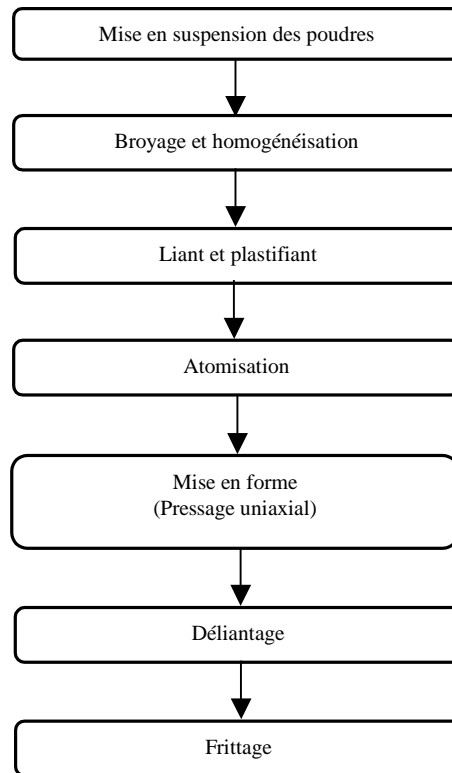 Mise en suspension des poudres
Broyage et homogénéisation
Liant et plastifiant
Atomisation
Mise en forme
(Pressage uniaxial)
Déliantage
Frittage